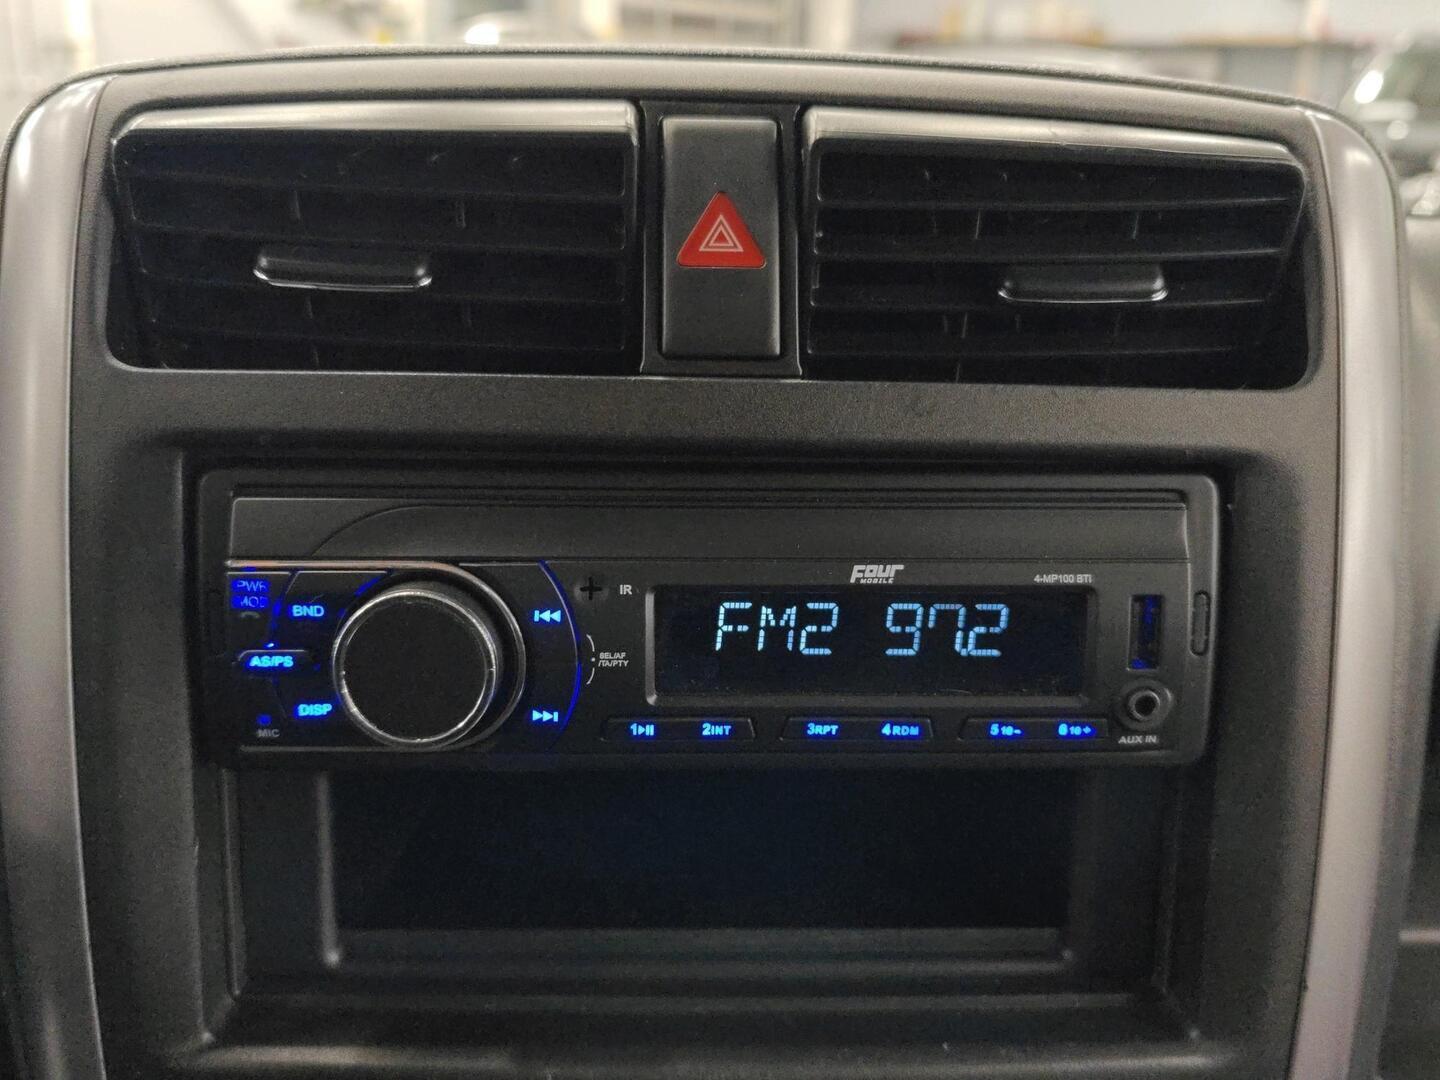 Four
MOBILE
4-MP100 BTI
PWR
MOD
BND
IR
FM2 97.2
AS/PS
SEL/AF
/TA/PTY
DISP
MIC
1 2INT 3RPT 4RDM 5 10- 6 10+
AUX IN